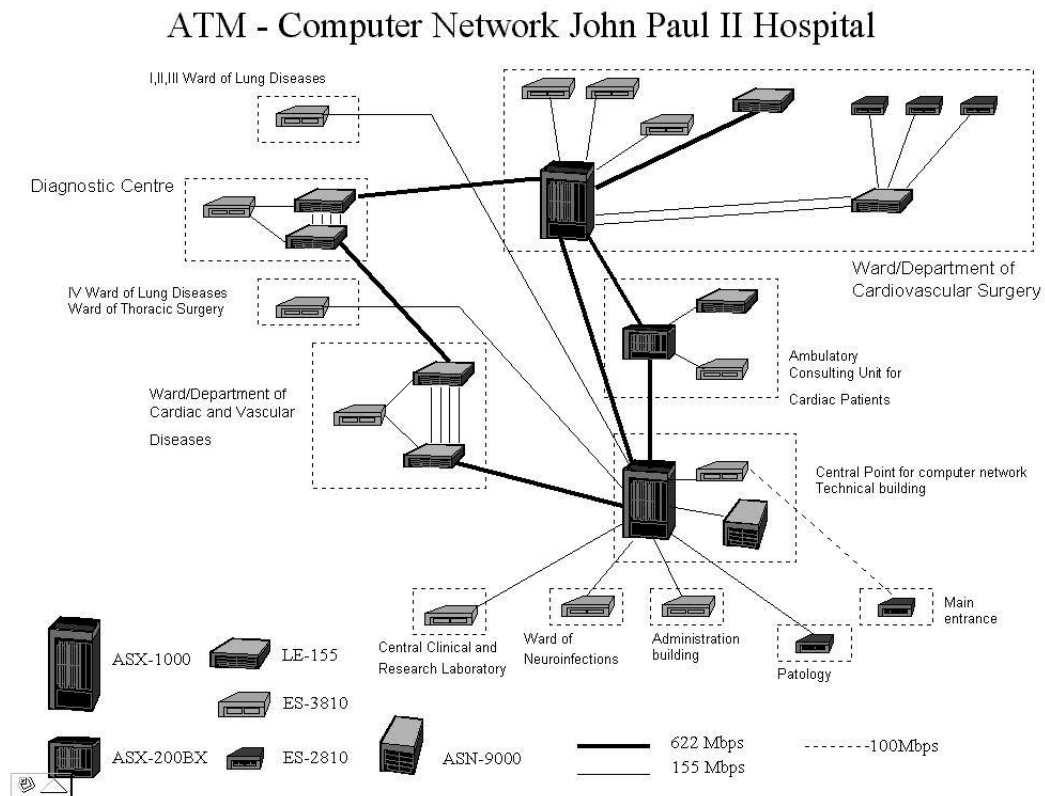 ATM - Computer Network John Paul II Hospital
I,II,III Ward of Lung Diseases
Diagnostic Centre
Ward/Department of
Cardiovascular Surgery
IV Ward of Lung Diseases
Ward of Thoracic Surgery
Ambulatory
Consulting Unit for
Cardiac Patients
Ward/Department of
Cardiac and Vascular
Diseases
Central Point for computer network
Technical building
Main
entrance
Central Clinical and
Research Laboratory
Ward of
Neuroinfections
Administration
building
Patology
ASX-1000
LE-155
ES-3810
ASX-200BX
ES-2810
ASN-9000
622 Mbps
155 Mbps
100Mbps